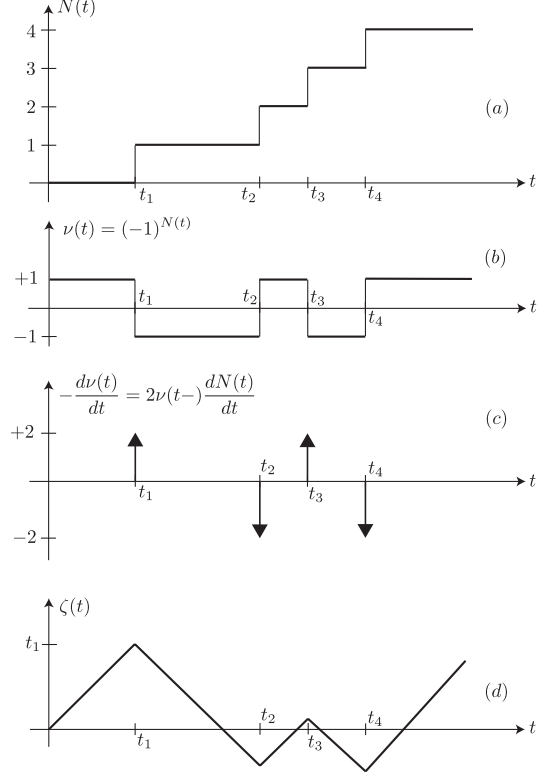 N(t)
4
3
2
1
(a)
t₁ t₂ t₃ t₄ t
ν(t) = (−1)^{N(t)}
(b)
+1
t₁ t₂ t₃
t
t₄
−1
−dν(t)/dt = 2ν(t−) dN(t)/dt
(c)
+2
t₂ t₄
t
t₁ t₃
−2
ζ(t)
t₁
(d)
t₂ t₄
t
t₁ t₃